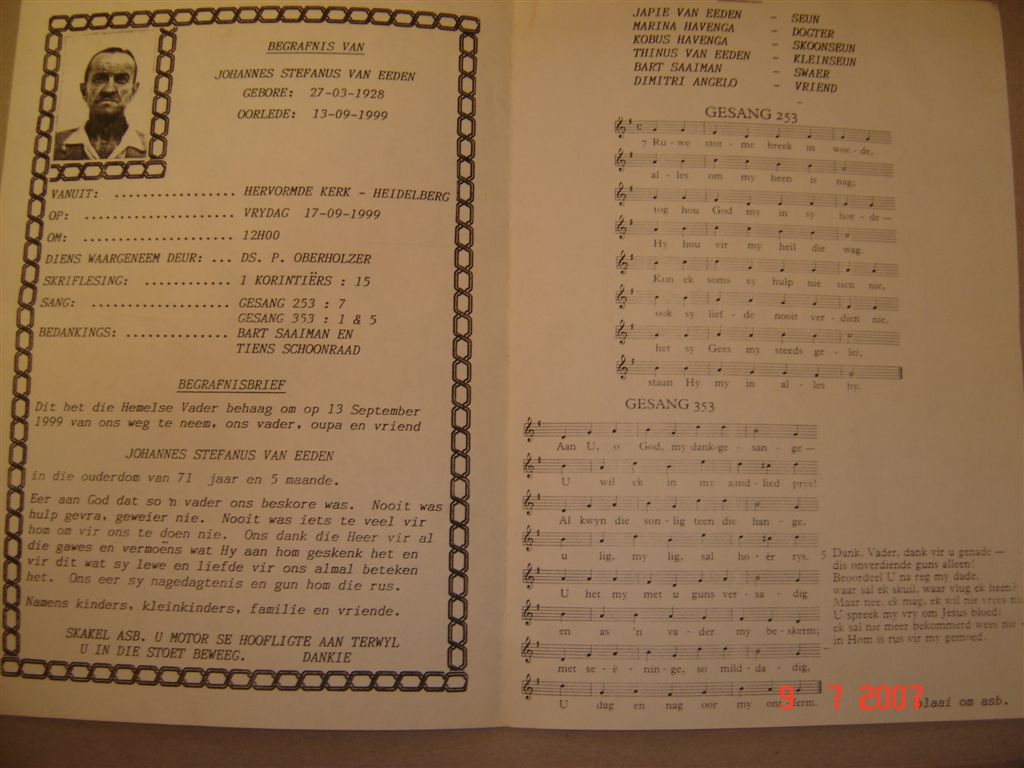 BEGRAFNIS VAN
JOHANNES STEFANUS VAN EEDEN
GEBORE: 27-03-1928
OORLEDE: 13-09-1999
VANUIT: ................ HERVORMDE KERK - HEIDELBERG
OP: .................... VRYDAG 17-09-1999
OM: .................... 12H00
DIENS WAARGENEEM DEUR: ... DS. P. OBERHOLZER
SKRIFLESING: ............ 1 KORINTIËRS : 15
SANG: .................. GESANG 253 : 7
GESANG 353 : 1 & 5
BEDANKINGS: .............. BART SAAIMAN EN
TIENS SCHOONRAAD
BEGRAFNISBRIEF
Dit het die Hemelse Vader behaag om op 13 September
1999 van ons weg te neem, ons vader, oupa en vriend
JOHANNES STEFANUS VAN EEDEN
in die ouderdom van 71 jaar en 5 maande.
Eer aan God dat so 'n vader ons beskore was. Nooit was
hulp gevra, geweier nie. Nooit was iets te veel vir
hom om vir ons te doen nie. Ons dank die Heer vir al
die gawes en vermoëns wat Hy aan hom geskenk het en
vir dit wat sy lewe en liefde vir ons almal beteken
het. Ons eer sy nagedagtenis en gun hom die rus.
Namens kinders, kleinkinders, familie en vriende.
SKAKEL ASB. U MOTOR SE HOOFLIGTE AAN TERWYL
U IN DIE STOET BEWEEG. DANKIE
JAPIE VAN EEDEN - SEUN
MARINA HAVENGA - DOGTER
KOBUS HAVENGA - SKOONSEUN
THINUS VAN EEDEN - KLEINSEUN
BART SAAIMAN - SWAER
DIMITRI ANGELO - VRIEND
GESANG 253
7 Ru - we stor - me breek in woe - de,
al - les om my heen is nag;
tog hou God my in sy hoe - de —
Hy hou vir my heil die wag.
Kon ek soms sy hulp nie sien nie,
ook sy lief - de nooit ver - dien nie,
het sy Gees my steeds ge - lei;
staan Hy my in al - les by.
GESANG 353
Aan U, o God, my dank-ge - san - ge —
U wil ek in my aand - lied prys!
Al kwyn die son - lig teen die han - ge,
u lig, my lig, sal ho - ër rys.
U het my met u guns ver - sa - dig
en as 'n va - der my be - skerm;
met se - ë - nin - ge, so mild - da - dig,
U dag en nag oor my ont - ferm.
5 Dank, Vader, dank vir u genade —
dis onverdiende guns alleen!
Beoordeel U na reg my dade,
waar sal ek skuil, waar vlug ek heen?
Maar nee, ek mag, ek wil nie vrees nie
U spreek my vry om Jesus bloed;
ek sal nie meer bekommerd wees nie -
in Hom is rus vir my gemoed.
9 7 2007
blaai om asb.